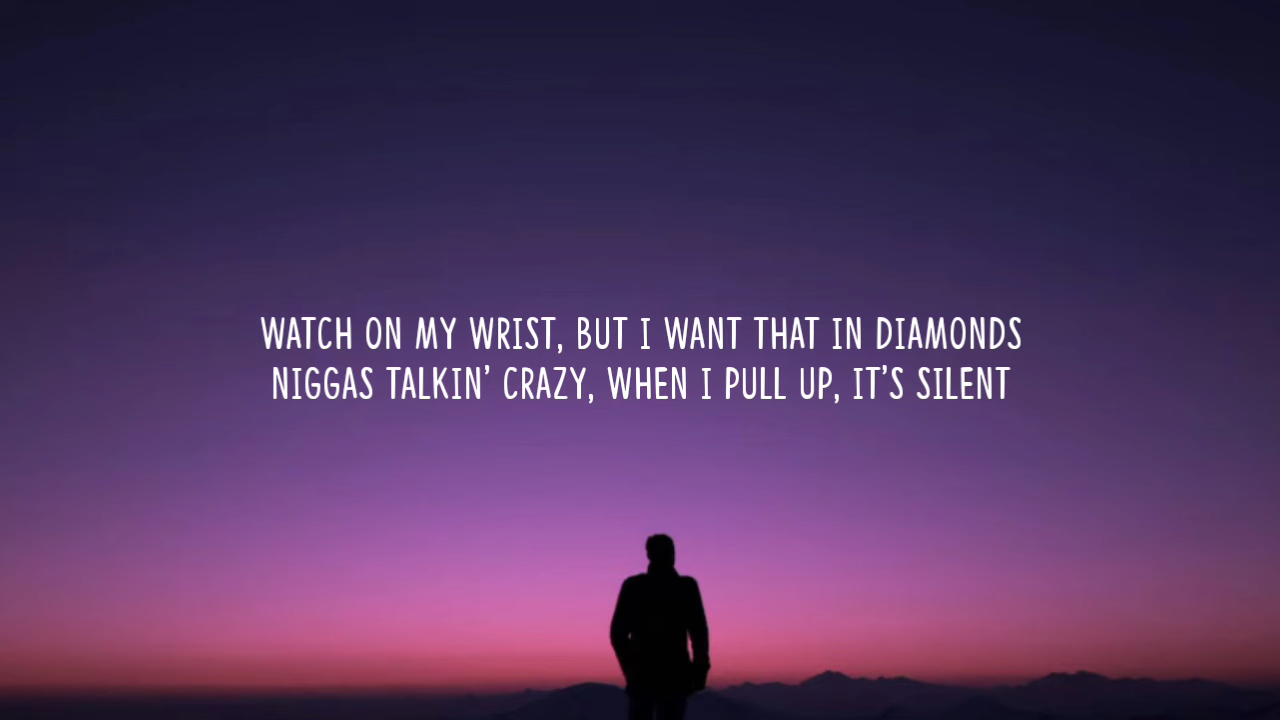 WATCH ON MY WRIST, BUT I WANT THAT IN DIAMONDS
NIGGAS TALKIN’ CRAZY, WHEN I PULL UP, IT’S SILENT